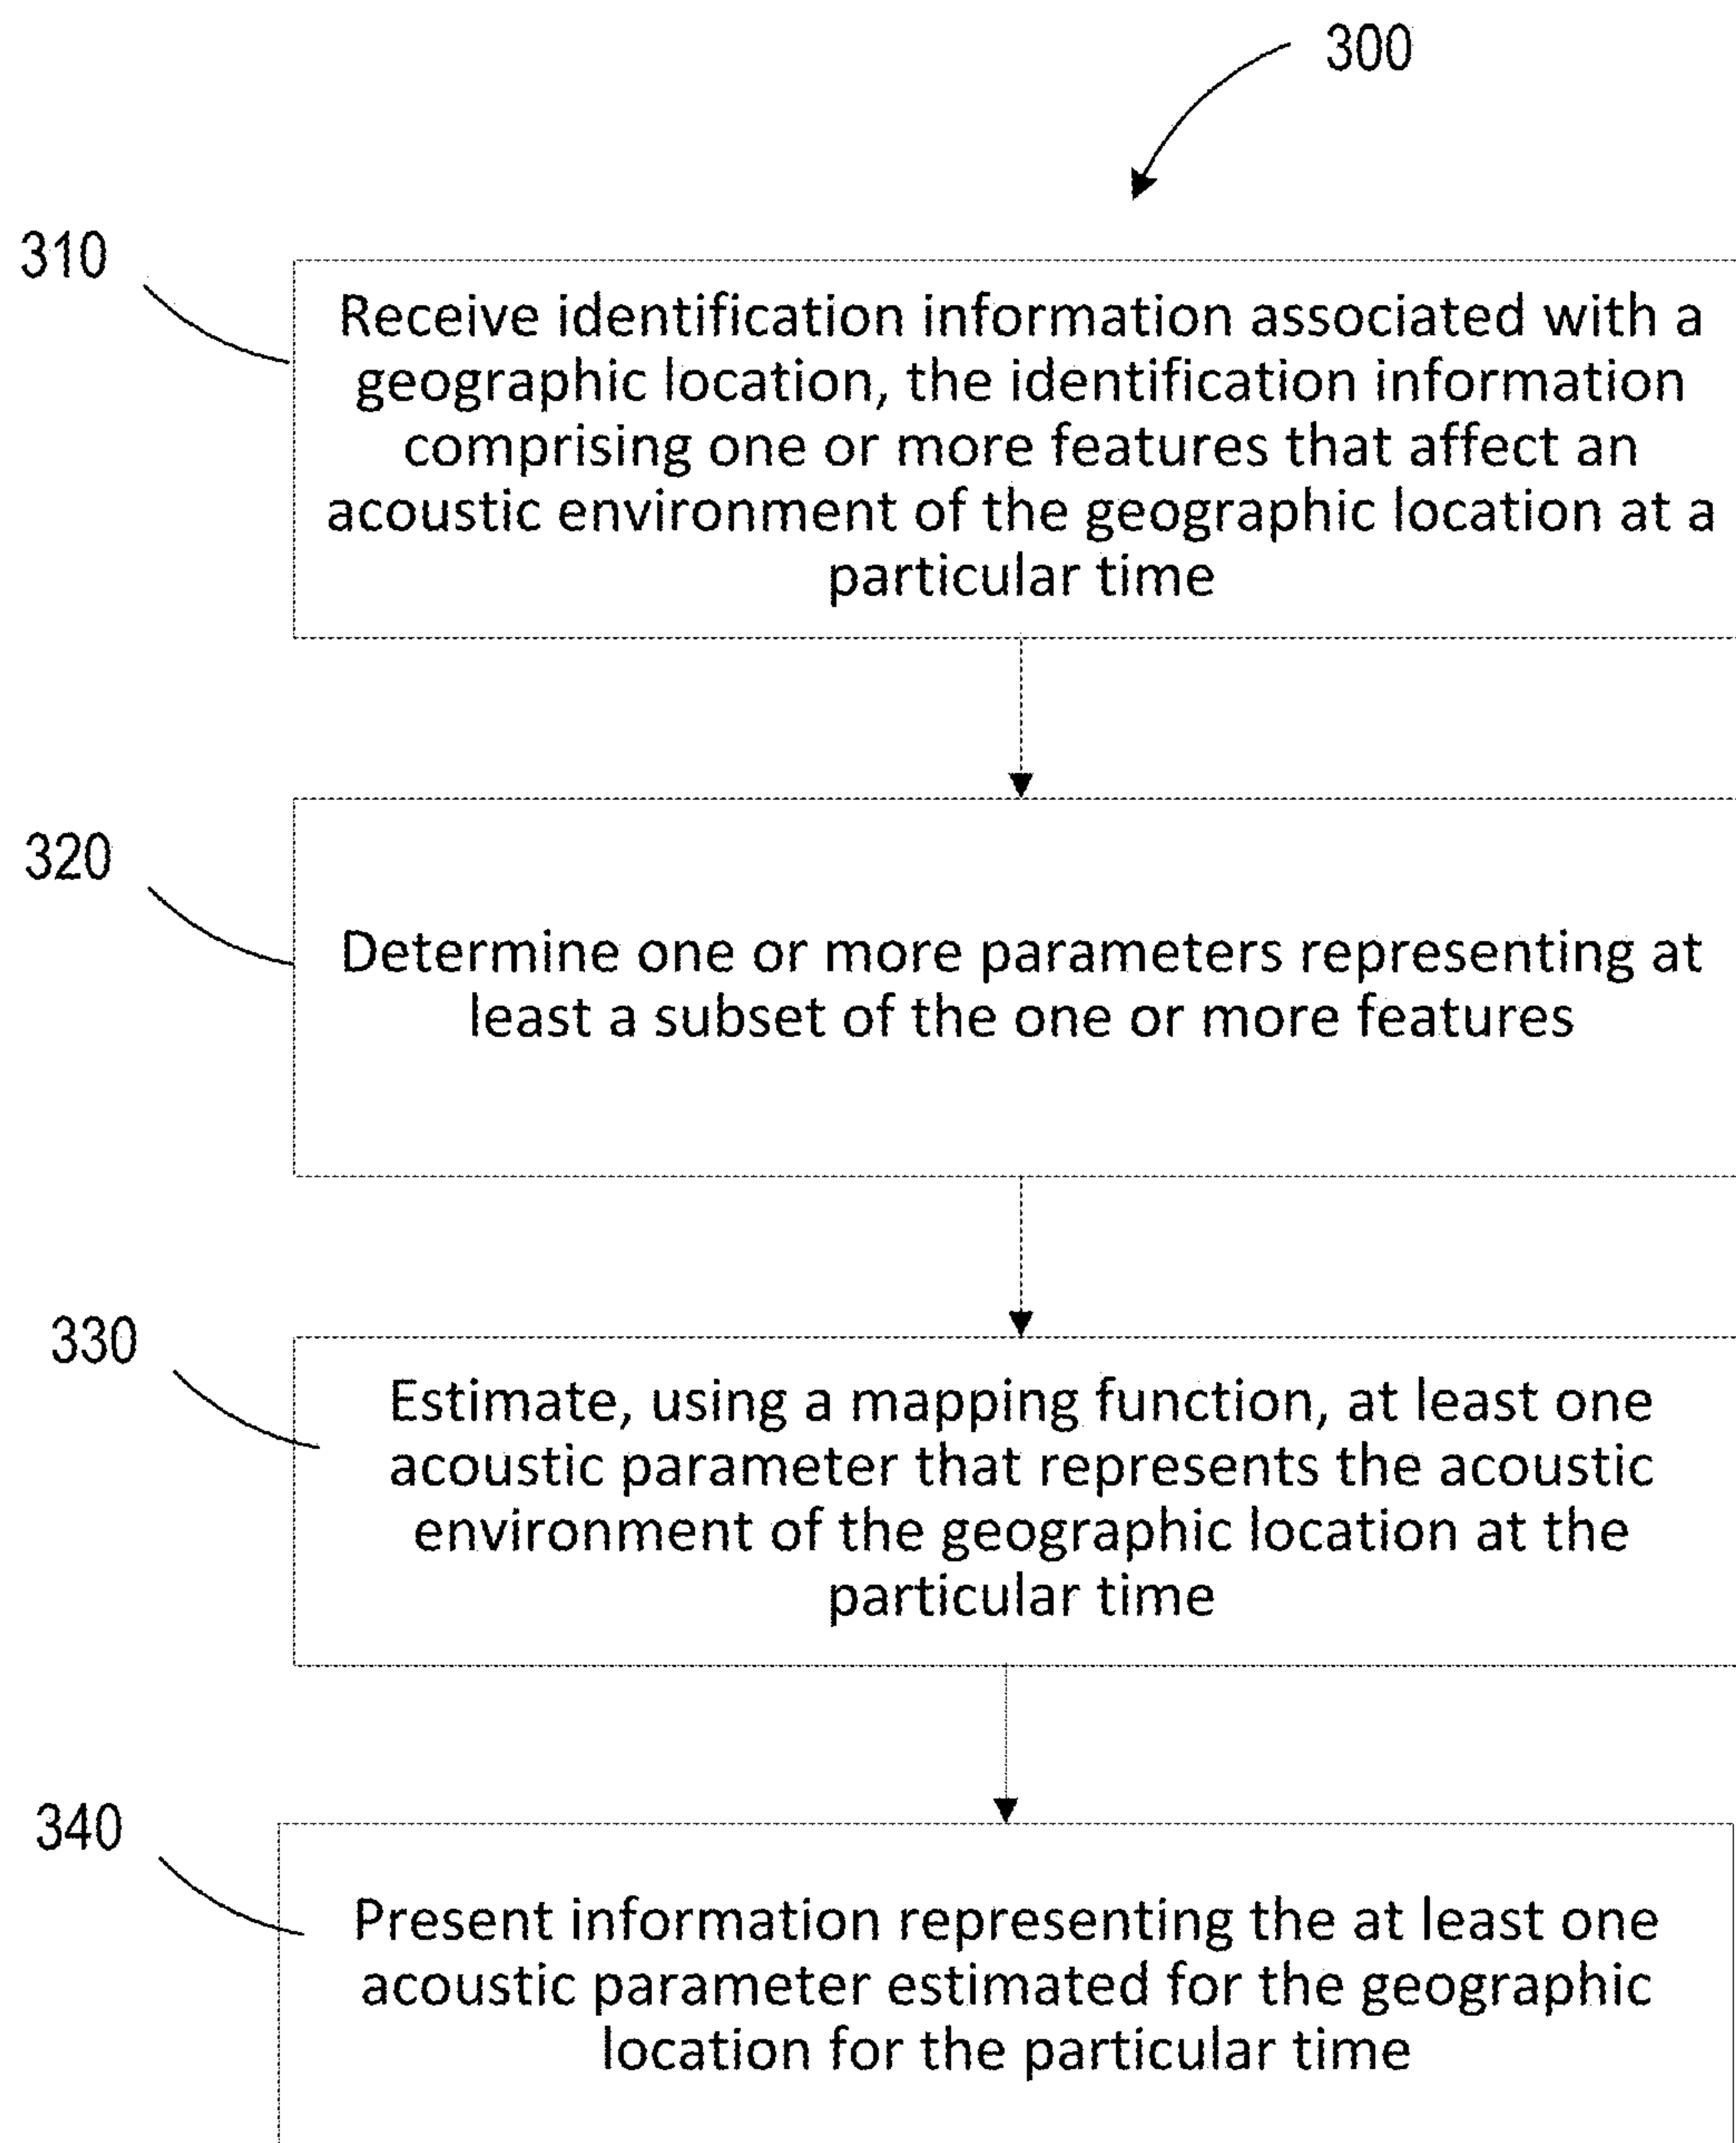 300
310
Receive identification information associated with a
geographic location, the identification information
comprising one or more features that affect an
acoustic environment of the geographic location at a
particular time
320
Determine one or more parameters representing at
least a subset of the one or more features
330
Estimate, using a mapping function, at least one
acoustic parameter that represents the acoustic
environment of the geographic location at the
particular time
340
Present information representing the at least one
acoustic parameter estimated for the geographic
location for the particular time